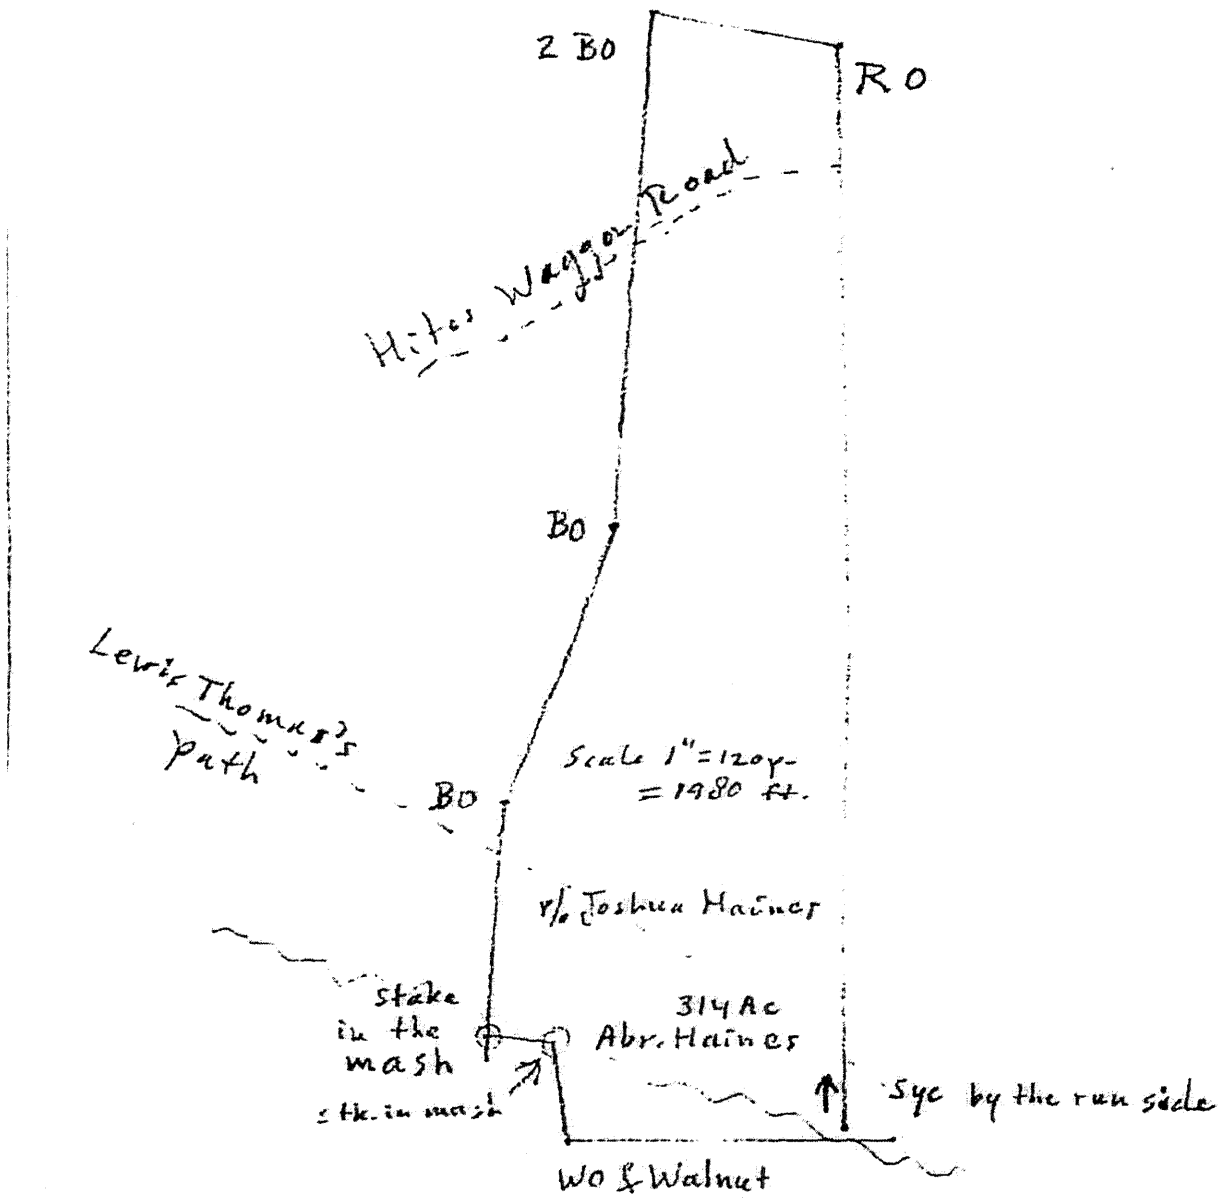 2 BO
RO
Hites Waggon Road
BO
Lewis Thomas's
path
BO
Scale 1"=120p.
= 1980 ft.
r/o Joshua Haines
314 Ac
Abr. Haines
stake
in the
mash
stk. in mash
Syc by the run side
WO & Walnut